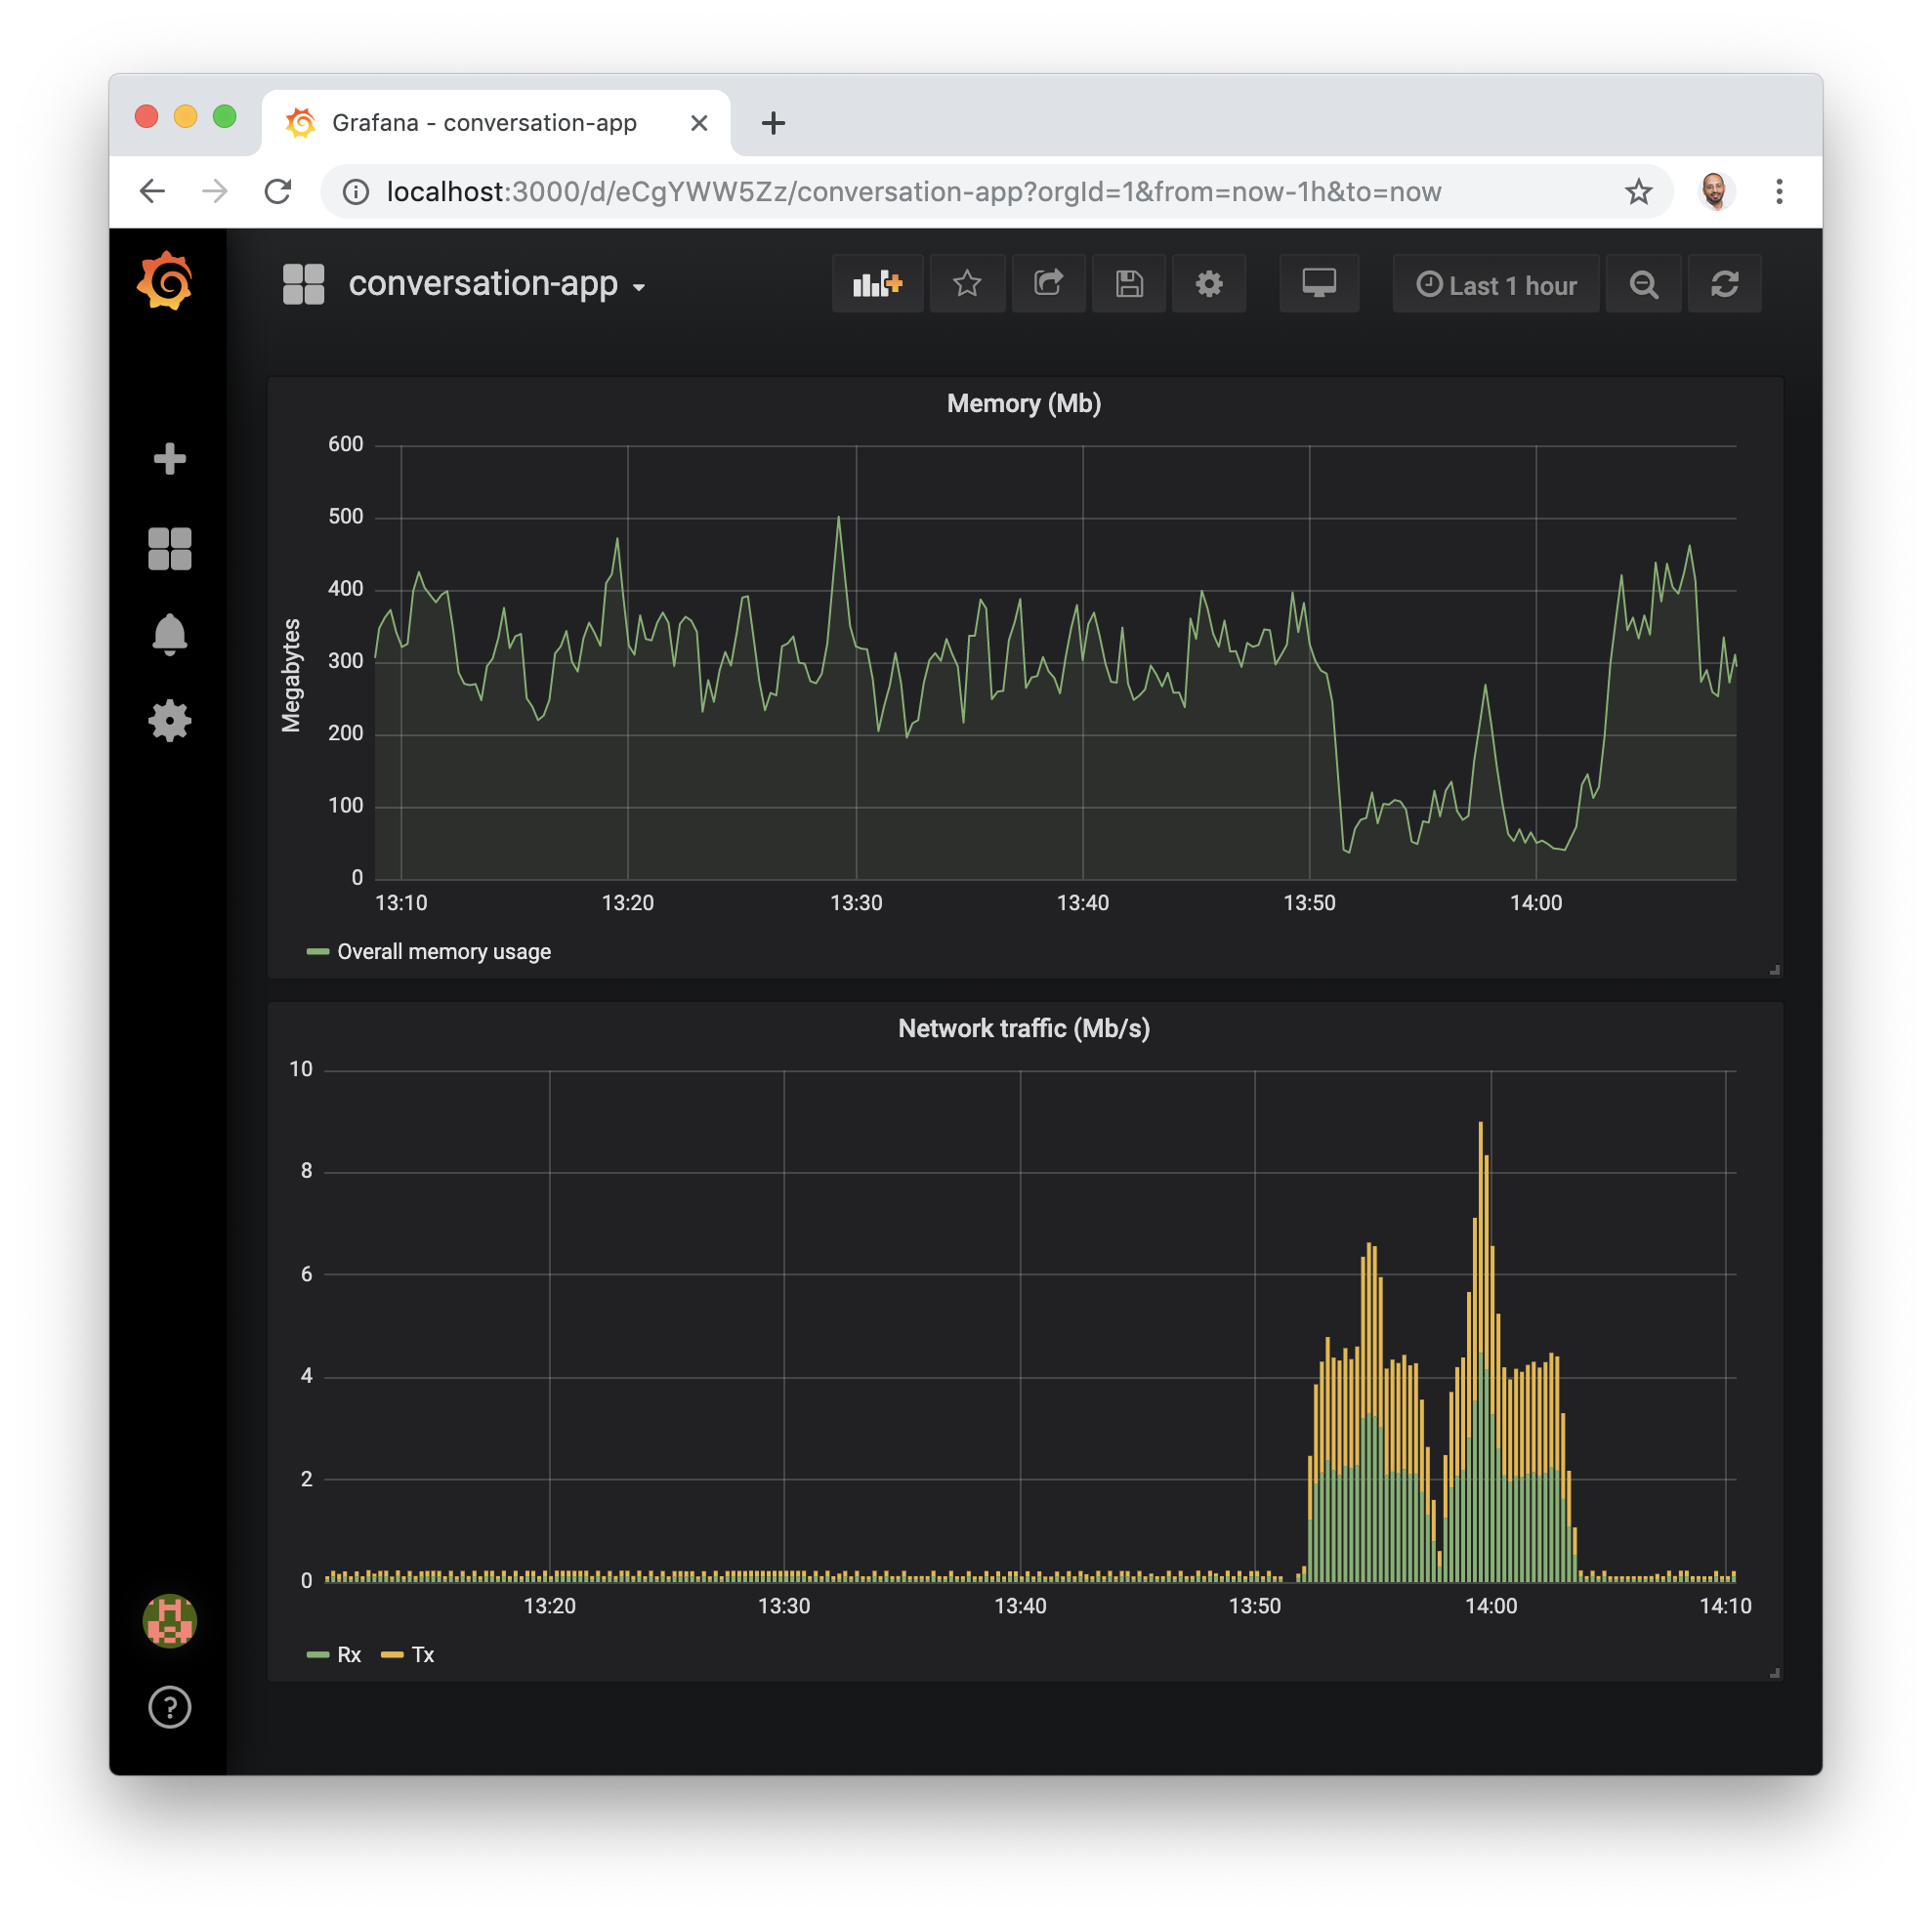 Grafana - conversation-app
localhost:3000/d/eCgYWW5Zz/conversation-app?orgId=1&from=now-1h&to=now
conversation-app
Last 1 hour
Memory (Mb)
600
500
400
300
200
100
0
Megabytes
13:10 13:20 13:30 13:40 13:50 14:00
Overall memory usage
Network traffic (Mb/s)
10
8
6
4
2
0
13:20 13:30 13:40 13:50 14:00 14:10
Rx Tx